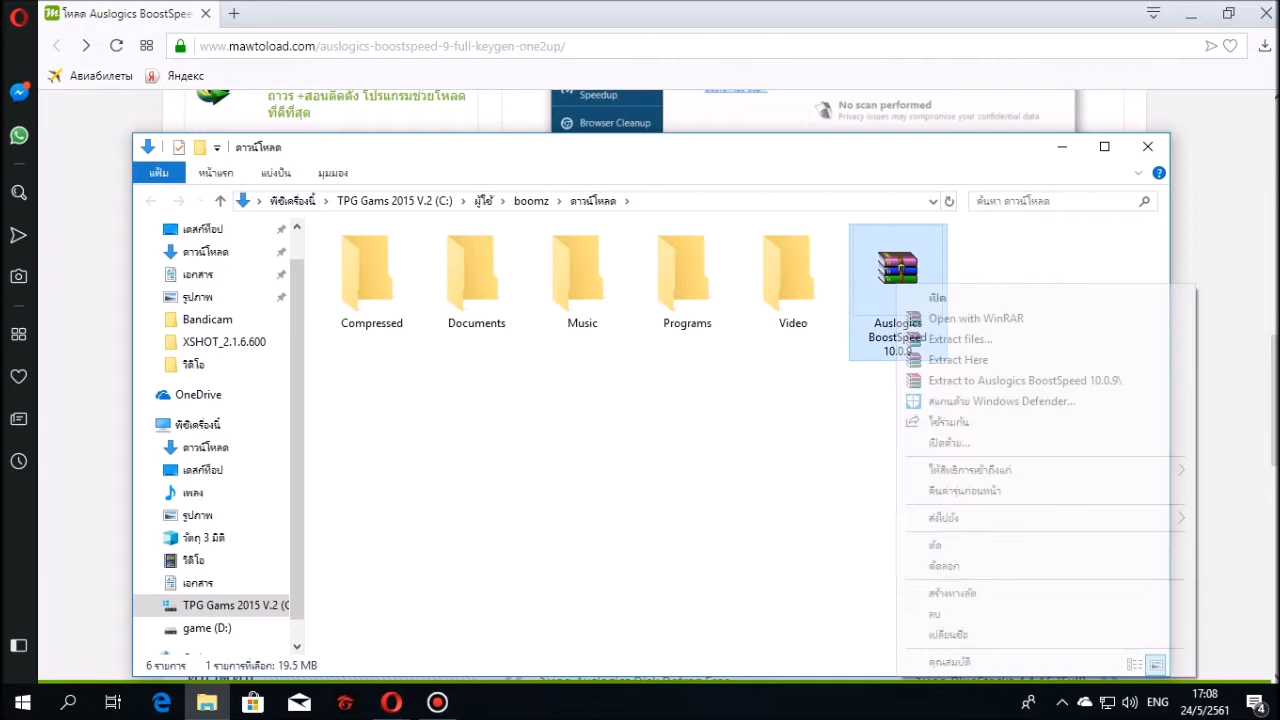 โหลด Auslogics BoostSpee
www.mawtoload.com/auslogics-boostspeed-9-full-keygen-one2up/
Авиабилеты
Яндекс
ถาวร +สอนติดตั้ง โปรแกรมช่วยโหลด
ที่ดีที่สุด
Speedup
Browser Cleanup
No scan performed
Privacy issues may compromise your confidential data
ดาวน์โหลด
แฟ้ม
หน้าแรก
แบ่งปัน
มุมมอง
พีซีเครื่องนี้
TPG Gams 2015 V.2 (C:)
ผู้ใช้
boomz
ดาวน์โหลด
ค้นหา ดาวน์โหลด
เดสก์ท็อป
ดาวน์โหลด
เอกสาร
รูปภาพ
Bandicam
XSHOT_2.1.6.600
วิดีโอ
OneDrive
พีซีเครื่องนี้
ดาวน์โหลด
เดสก์ท็อป
เพลง
รูปภาพ
วัตถุ 3 มิติ
วิดีโอ
เอกสาร
TPG Gams 2015 V.2 (C
game (D:)
Compressed
Documents
Music
Programs
Video
Auslogics
BoostSpeed
10.0.9
เปิด
Open with WinRAR
Extract files...
Extract Here
Extract to Auslogics BoostSpeed 10.0.9\
สแกนด้วย Windows Defender...
ใช้ร่วมกัน
เปิดด้วย...
ให้สิทธิการเข้าถึงแก่
คืนค่ารุ่นก่อนหน้า
ส่งไปยัง
ตัด
คัดลอก
สร้างทางลัด
ลบ
เปลี่ยนชื่อ
คุณสมบัติ
6 รายการ
1 รายการที่เลือก: 19.5 MB
ENG
17:08
24/5/2561
4